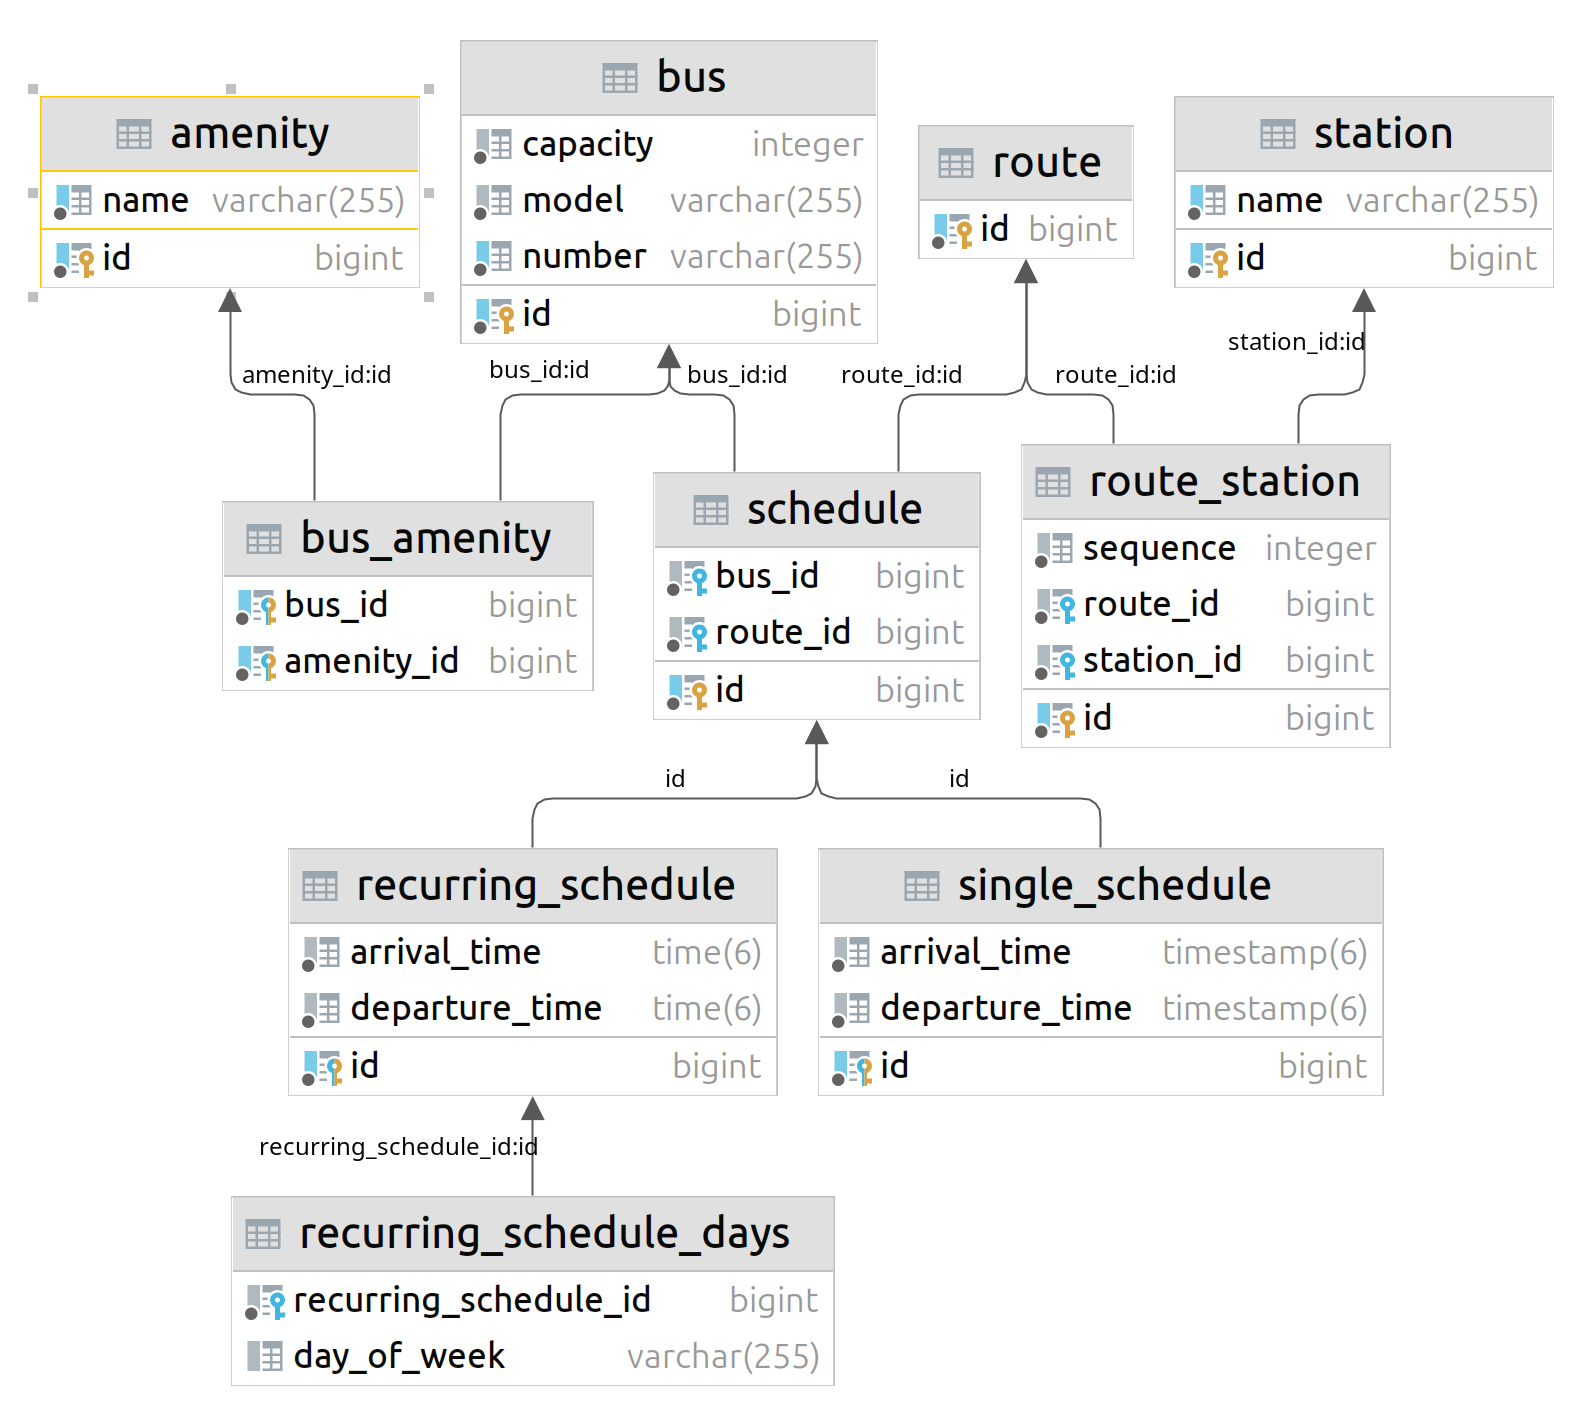 amenity
name varchar(255)
id bigint
bus
capacity integer
model varchar(255)
number varchar(255)
id bigint
route
id bigint
station
name varchar(255)
id bigint
amenity_id:id
bus_id:id
bus_id:id
route_id:id
route_id:id
station_id:id
bus_amenity
bus_id bigint
amenity_id bigint
schedule
bus_id bigint
route_id bigint
id bigint
route_station
sequence integer
route_id bigint
station_id bigint
id bigint
id
id
recurring_schedule
arrival_time time(6)
departure_time time(6)
id bigint
single_schedule
arrival_time timestamp(6)
departure_time timestamp(6)
id bigint
recurring_schedule_id:id
recurring_schedule_days
recurring_schedule_id bigint
day_of_week varchar(255)